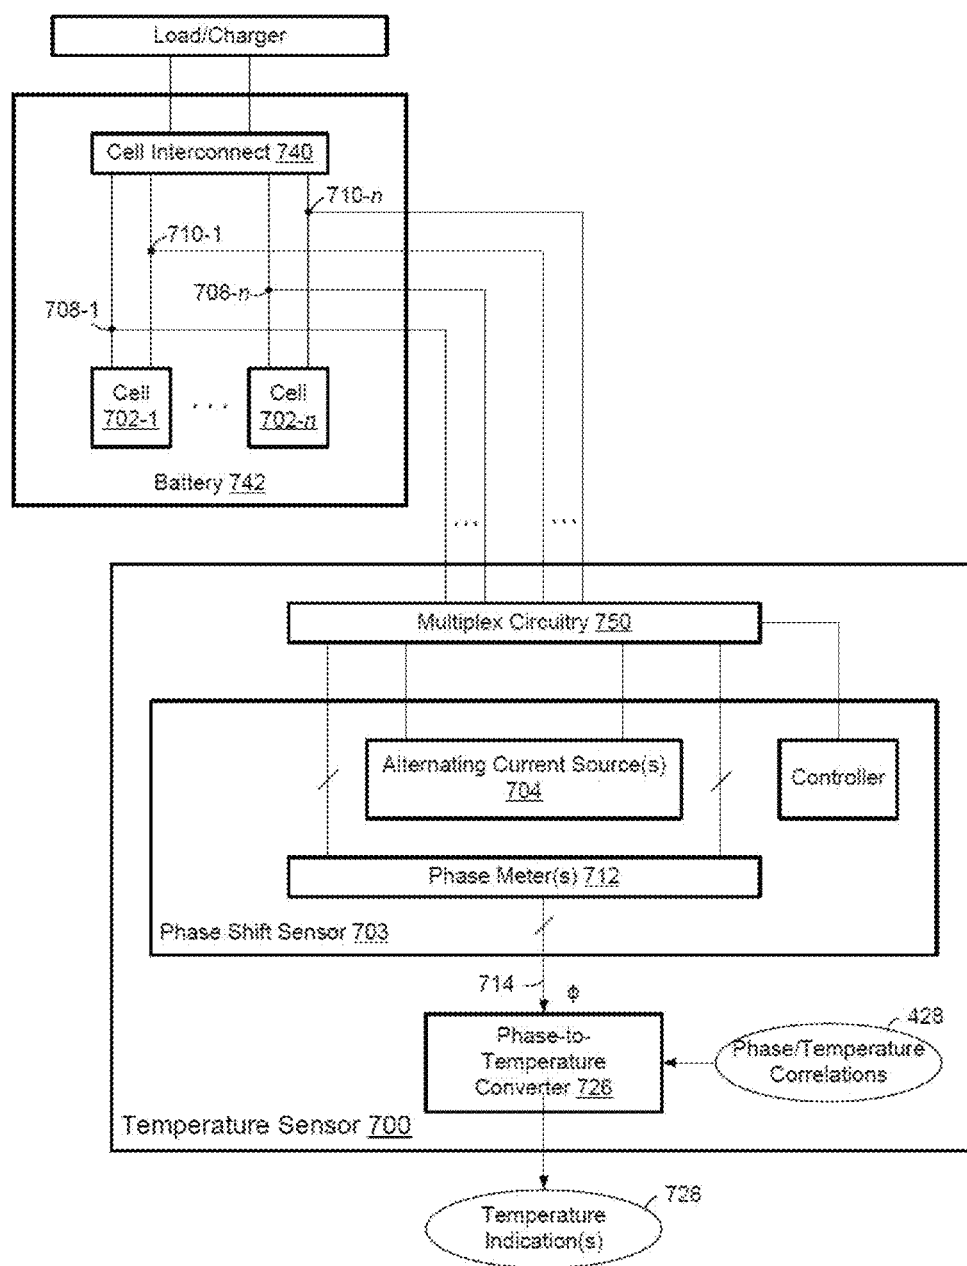 Load/Charger
Cell Interconnect 740
710-n
710-1
708-n
708-1
Cell
702-1
. . .
Cell
702-n
Battery 742
. . .
. . .
Multiplex Circuitry 750
Alternating Current Source(s)
704
Controller
Phase Meter(s) 712
Phase Shift Sensor 703
714
Φ
428
Phase-to-
Temperature
Converter 726
Phase/Temperature
Correlations
Temperature Sensor 700
728
Temperature
Indication(s)